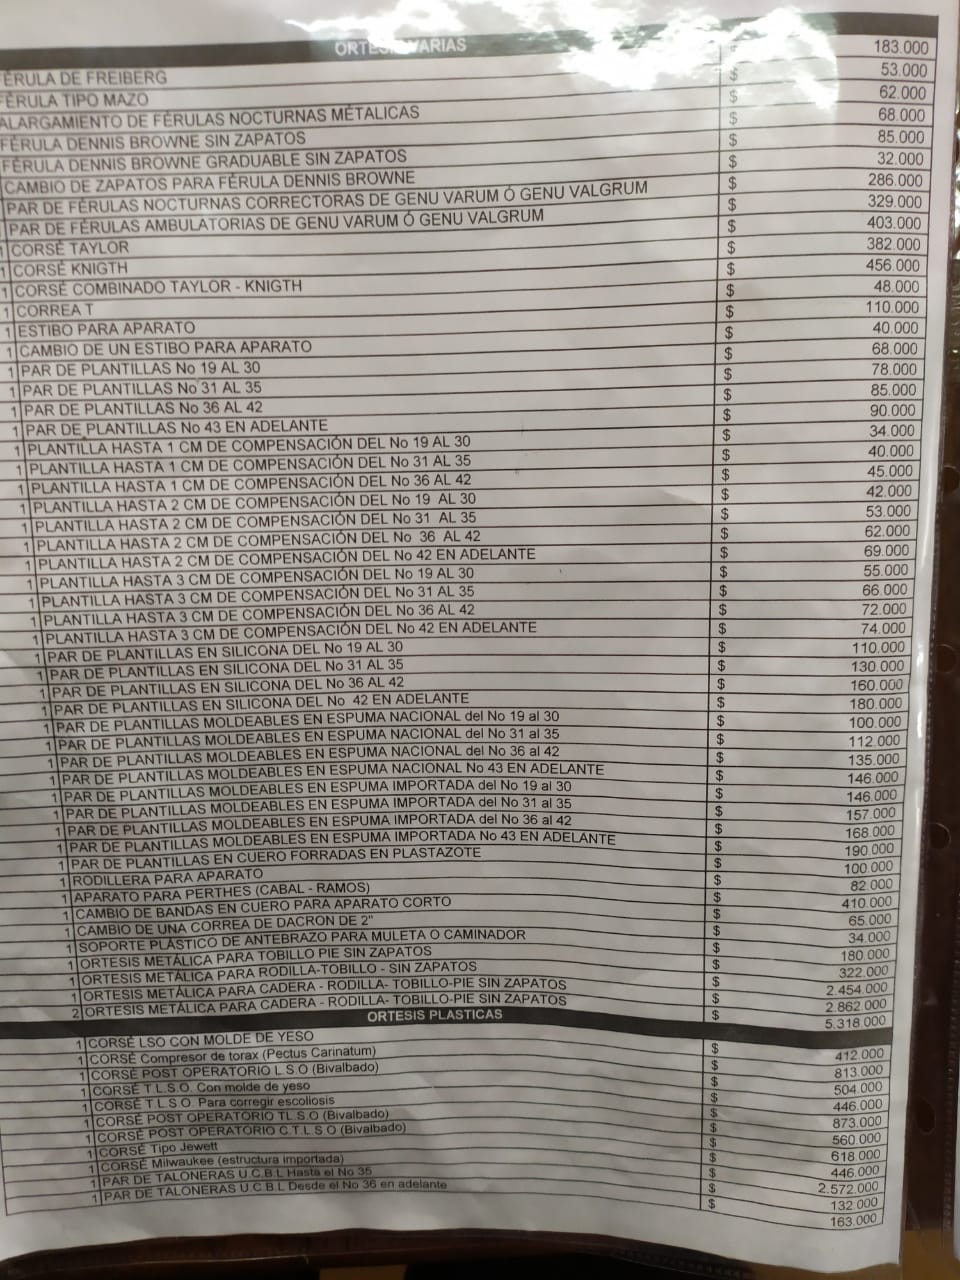 ORTESIS VARIAS
FÉRULA DE FREIBERG $ 183.000
FÉRULA TIPO MAZO $ 53.000
ALARGAMIENTO DE FÉRULAS NOCTURNAS MÉTALICAS $ 62.000
FÉRULA DENNIS BROWNE SIN ZAPATOS $ 68.000
FÉRULA DENNIS BROWNE GRADUABLE SIN ZAPATOS $ 85.000
CAMBIO DE ZAPATOS PARA FÉRULA DENNIS BROWNE $ 32.000
PAR DE FÉRULAS NOCTURNAS CORRECTORAS DE GENU VARUM Ó GENU VALGRUM $ 286.000
PAR DE FÉRULAS AMBULATORIAS DE GENU VARUM Ó GENU VALGRUM $ 329.000
1 CORSÉ TAYLOR $ 403.000
1 CORSÉ KNIGTH $ 382.000
1 CORSÉ COMBINADO TAYLOR - KNIGTH $ 456.000
1 CORREA T $ 48.000
1 ESTIBO PARA APARATO $ 110.000
1 CAMBIO DE UN ESTIBO PARA APARATO $ 40.000
1 PAR DE PLANTILLAS No 19 AL 30 $ 68.000
1 PAR DE PLANTILLAS No 31 AL 35 $ 78.000
1 PAR DE PLANTILLAS No 36 AL 42 $ 85.000
1 PAR DE PLANTILLAS No 43 EN ADELANTE $ 90.000
1 PLANTILLA HASTA 1 CM DE COMPENSACIÓN DEL No 19 AL 30 $ 34.000
1 PLANTILLA HASTA 1 CM DE COMPENSACIÓN DEL No 31 AL 35 $ 40.000
1 PLANTILLA HASTA 1 CM DE COMPENSACIÓN DEL No 36 AL 42 $ 45.000
1 PLANTILLA HASTA 2 CM DE COMPENSACIÓN DEL No 19 AL 30 $ 42.000
1 PLANTILLA HASTA 2 CM DE COMPENSACIÓN DEL No 31 AL 35 $ 53.000
1 PLANTILLA HASTA 2 CM DE COMPENSACIÓN DEL No 36 AL 42 $ 62.000
1 PLANTILLA HASTA 2 CM DE COMPENSACIÓN DEL No 42 EN ADELANTE $ 69.000
1 PLANTILLA HASTA 3 CM DE COMPENSACIÓN DEL No 19 AL 30 $ 55.000
1 PLANTILLA HASTA 3 CM DE COMPENSACIÓN DEL No 31 AL 35 $ 66.000
1 PLANTILLA HASTA 3 CM DE COMPENSACIÓN DEL No 36 AL 42 $ 72.000
1 PLANTILLA HASTA 3 CM DE COMPENSACIÓN DEL No 42 EN ADELANTE $ 74.000
1 PAR DE PLANTILLAS EN SILICONA DEL No 19 AL 30 $ 110.000
1 PAR DE PLANTILLAS EN SILICONA DEL No 31 AL 35 $ 130.000
1 PAR DE PLANTILLAS EN SILICONA DEL No 36 AL 42 $ 160.000
1 PAR DE PLANTILLAS EN SILICONA DEL No 42 EN ADELANTE $ 180.000
1 PAR DE PLANTILLAS MOLDEABLES EN ESPUMA NACIONAL del No 19 al 30 $ 100.000
1 PAR DE PLANTILLAS MOLDEABLES EN ESPUMA NACIONAL del No 31 al 35 $ 112.000
1 PAR DE PLANTILLAS MOLDEABLES EN ESPUMA NACIONAL del No 36 al 42 $ 135.000
1 PAR DE PLANTILLAS MOLDEABLES EN ESPUMA NACIONAL No 43 EN ADELANTE $ 146.000
1 PAR DE PLANTILLAS MOLDEABLES EN ESPUMA IMPORTADA del No 19 al 30 $ 146.000
1 PAR DE PLANTILLAS MOLDEABLES EN ESPUMA IMPORTADA del No 31 al 35 $ 157.000
1 PAR DE PLANTILLAS MOLDEABLES EN ESPUMA IMPORTADA del No 36 al 42 $ 168.000
1 PAR DE PLANTILLAS MOLDEABLES EN ESPUMA IMPORTADA No 43 EN ADELANTE $ 190.000
1 PAR DE PLANTILLAS EN CUERO FORRADAS EN PLASTAZOTE $ 100.000
1 RODILLERA PARA APARATO $ 82.000
1 APARATO PARA PERTHES (CABAL - RAMOS) $ 410.000
1 CAMBIO DE BANDAS EN CUERO PARA APARATO CORTO $ 65.000
1 CAMBIO DE UNA CORREA DE DACRON DE 2" $ 34.000
1 SOPORTE PLÁSTICO DE ANTEBRAZO PARA MULETA O CAMINADOR $ 180.000
1 ORTESIS METÁLICA PARA TOBILLO PIE SIN ZAPATOS $ 322.000
1 ORTESIS METÁLICA PARA RODILLA-TOBILLO - SIN ZAPATOS $ 2.454.000
1 ORTESIS METÁLICA PARA CADERA - RODILLA- TOBILLO-PIE SIN ZAPATOS $ 2.862.000
2 ORTESIS METÁLICA PARA CADERA - RODILLA- TOBILLO-PIE SIN ZAPATOS $ 5.318.000
ORTESIS PLASTICAS
1 CORSÉ LSO CON MOLDE DE YESO $ 412.000
1 CORSÉ Compresor de torax (Pectus Carinatum) $ 813.000
1 CORSÉ POST OPERATORIO L S O (Bivalbado) $ 504.000
1 CORSÉ T L S O. Con molde de yeso $ 446.000
1 CORSÉ T L S O Para corregir escoliosis $ 873.000
1 CORSÉ POST OPERATORIO TL S O (Bivalbado) $ 560.000
1 CORSÉ POST OPERATORIO C T L S O (Bivalbado) $ 618.000
1 CORSÉ Tipo Jewett $ 446.000
1 CORSÉ Milwaukee (estructura importada) $ 2.572.000
1 PAR DE TALONERAS U C B L Hasta el No 35 $ 132.000
1 PAR DE TALONERAS U C B L Desde el No 36 en adelante $ 163.000